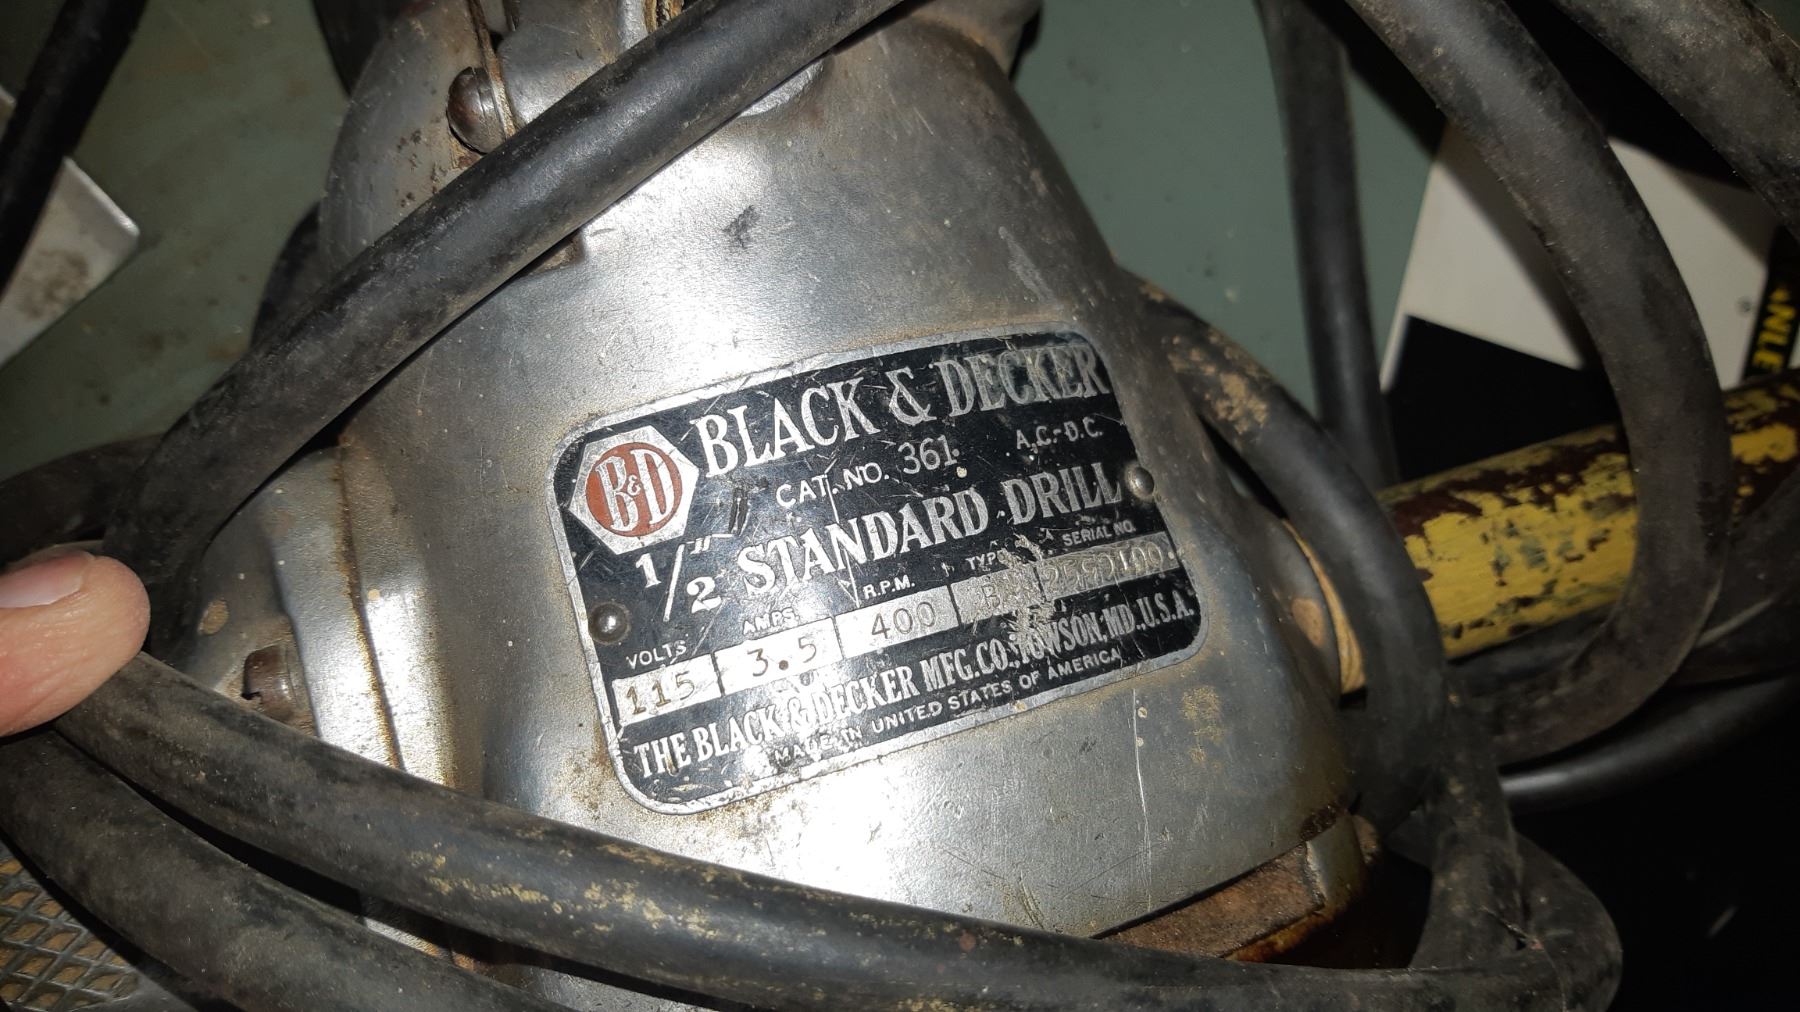 B&D
BLACK & DECKER
CAT. NO. 361 A.C.-D.C.
1/2" STANDARD DRILL
VOLTS AMPS. R.P.M. TYPE SERIAL NO.
115 3.5 400
THE BLACK & DECKER MFG. CO., TOWSON, MD., U.S.A.
MADE IN UNITED STATES OF AMERICA